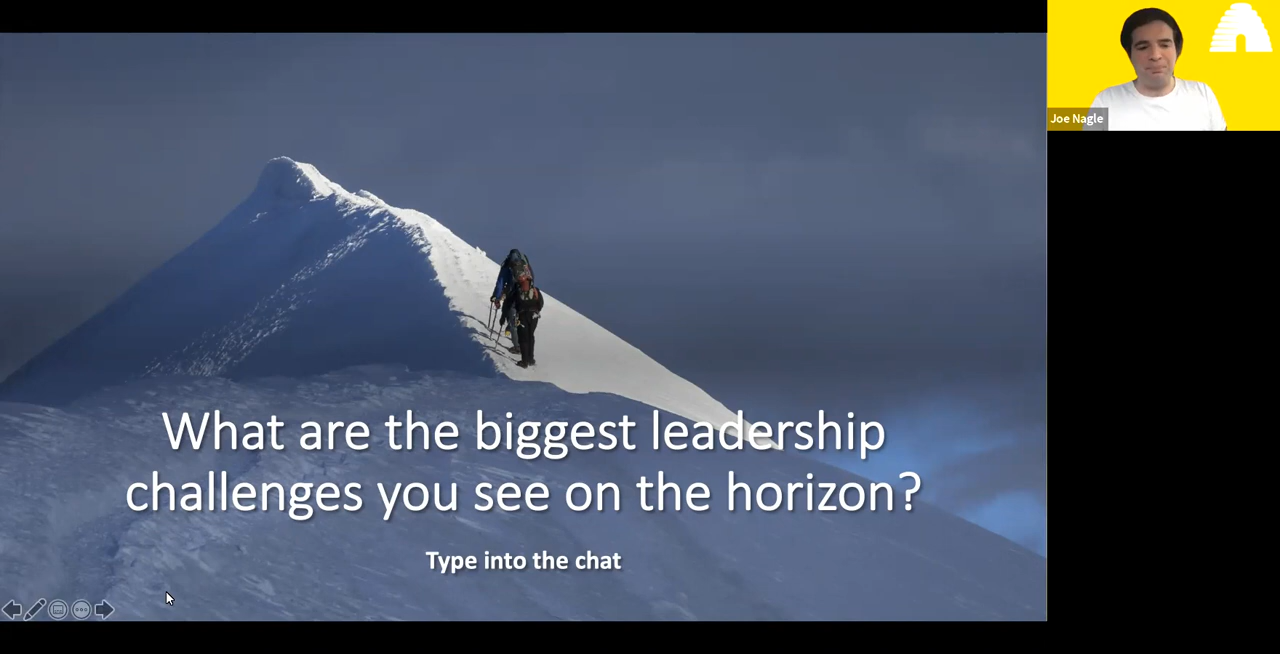 What are the biggest leadership
challenges you see on the horizon?
Type into the chat
Joe Nagle